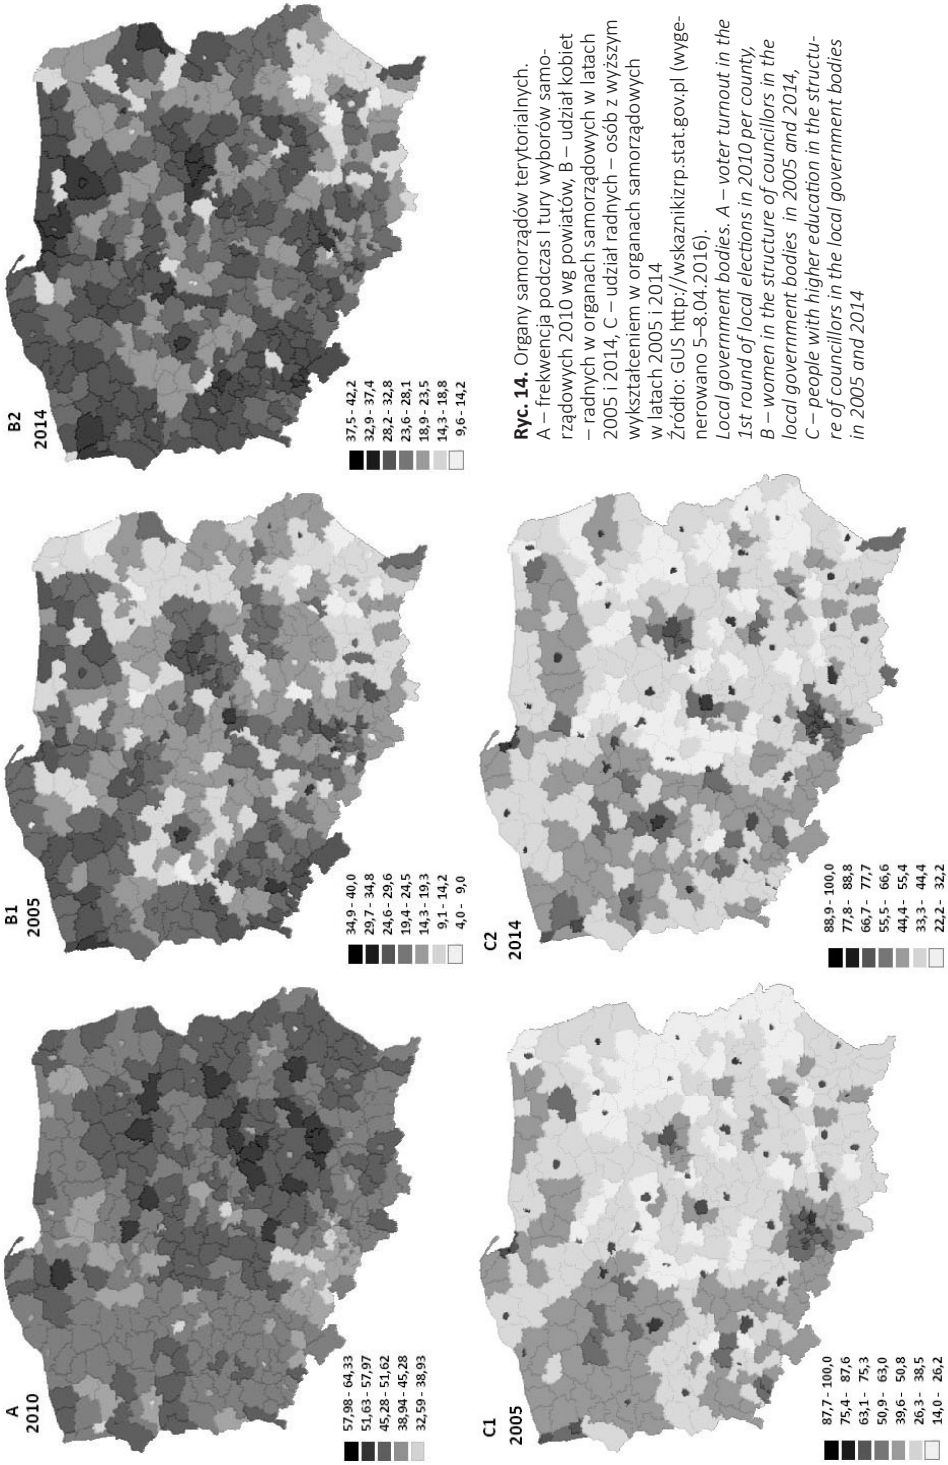 A
2010
57,98 - 64,33
51,63 - 57,97
45,28 - 51,62
38,94 - 45,28
32,59 - 38,93
B1
2005
34,9 - 40,0
29,7 - 34,8
24,6 - 29,6
19,4 - 24,5
14,3 - 19,3
9,1 - 14,2
4,0 - 9,0
B2
2014
37,5 - 42,2
32,9 - 37,4
28,2 - 32,8
23,6 - 28,1
18,9 - 23,5
14,3 - 18,8
9,6 - 14,2
C1
2005
87,7 - 100,0
75,4 - 87,6
63,1 - 75,3
50,9 - 63,0
39,6 - 50,8
26,3 - 38,5
14,0 - 26,2
C2
2014
88,9 - 100,0
77,8 - 88,8
66,7 - 77,7
55,5 - 66,6
44,4 - 55,4
33,3 - 44,4
22,2 - 32,2
Ryc. 14. Organy samorządów terytorialnych.
A – frekwencja podczas I tury wyborów samo-
rządowych 2010 wg powiatów, B – udział kobiet
– radnych w organach samorządowych w latach
2005 i 2014, C – udział radnych – osób z wyższym
wykształceniem w organach samorządowych
w latach 2005 i 2014
Źródło: GUS http://wskaznikizrp.stat.gov.pl (wyge-
nerowano 5–8.04.2016).
Local government bodies. A – voter turnout in the
1st round of local elections in 2010 per county,
B – women in the structure of councillors in the
local government bodies in 2005 and 2014,
C – people with higher education in the structu-
re of councillors in the local government bodies
in 2005 and 2014